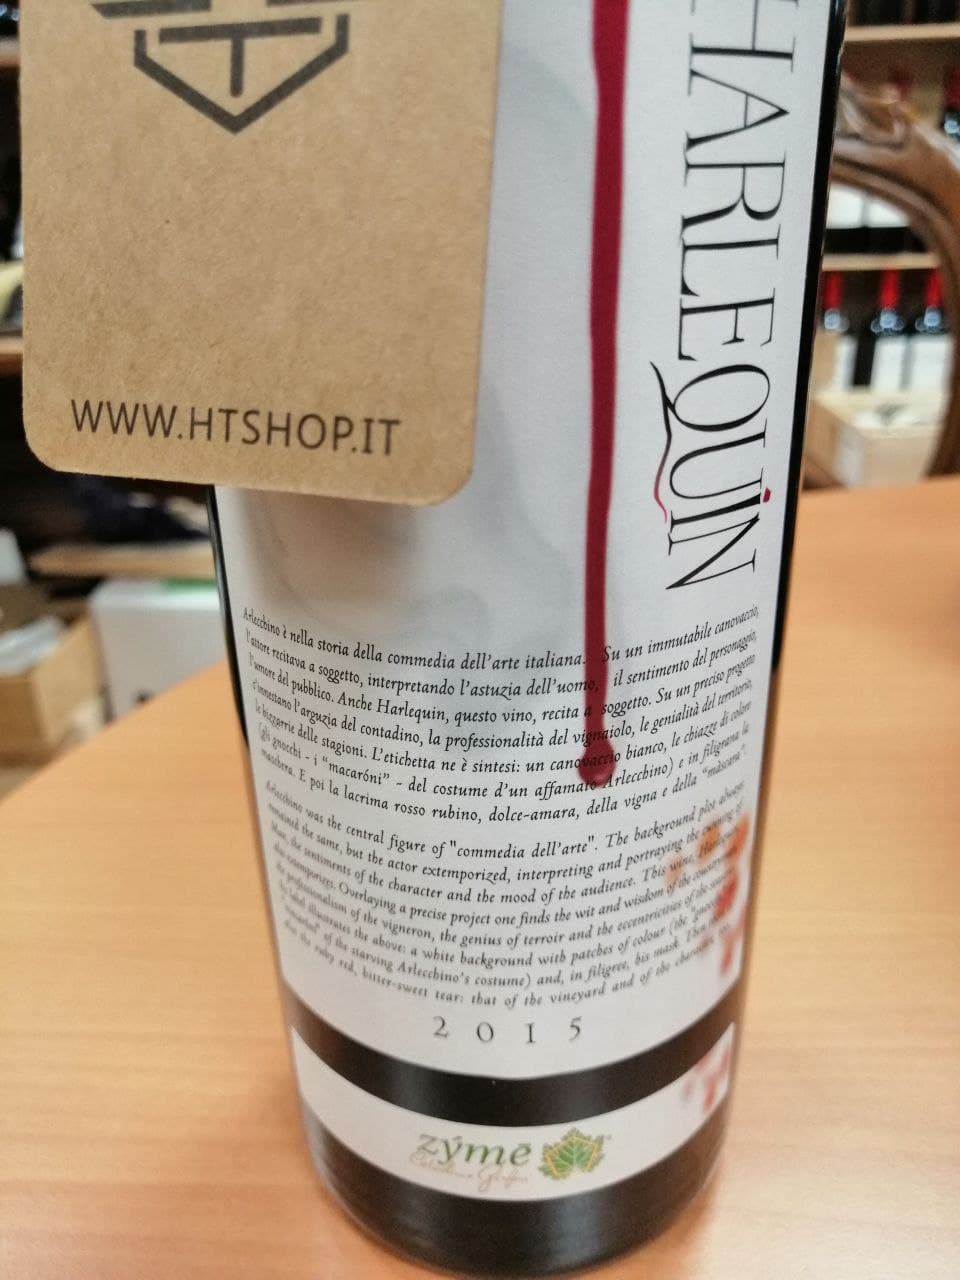 WWW.HTSHOP.IT
HARLEQUIN
Arlecchino è nella storia della commedia dell'arte italiana. Su un immutabile canovaccio,
l'attore recitava a soggetto, interpretando l'astuzia dell'uomo, il sentimento del personaggio,
l'umore del pubblico. Anche Harlequin, questo vino, recita a soggetto. Su un preciso progetto
s'innestano l'arguzia del contadino, la professionalità del vignaiolo, le genialità del territorio,
le bizzarrie delle stagioni. L'etichetta ne è sintesi: un canovaccio bianco, le chiazze di colore
(gli gnocchi - i "macaróni" - del costume d'un affamato Arlecchino) e in filigrana la
maschera. E poi la lacrima rosso rubino, dolce-amara, della vigna e della "màscara".
Arlecchino was the central figure of "commedia dell'arte". The background plot always
remained the same, but the actor extemporized, interpreting and portraying the cunning of
Man, the sentiments of the character and the mood of the audience. This wine, Harlequin,
also extemporizes. Overlaying a precise project one finds the wit and wisdom of the countryman,
the professionalism of the vigneron, the genius of terroir and the eccentricities of the seasons.
label illustrates the above: a white background with patches of colour (the gnocchi
"macaróni" of the starving Arlecchino's costume) and, in filigree, his mask. Then
the ruby red, bitter-sweet tear: that of the vineyard and of the character
2015
zýmē